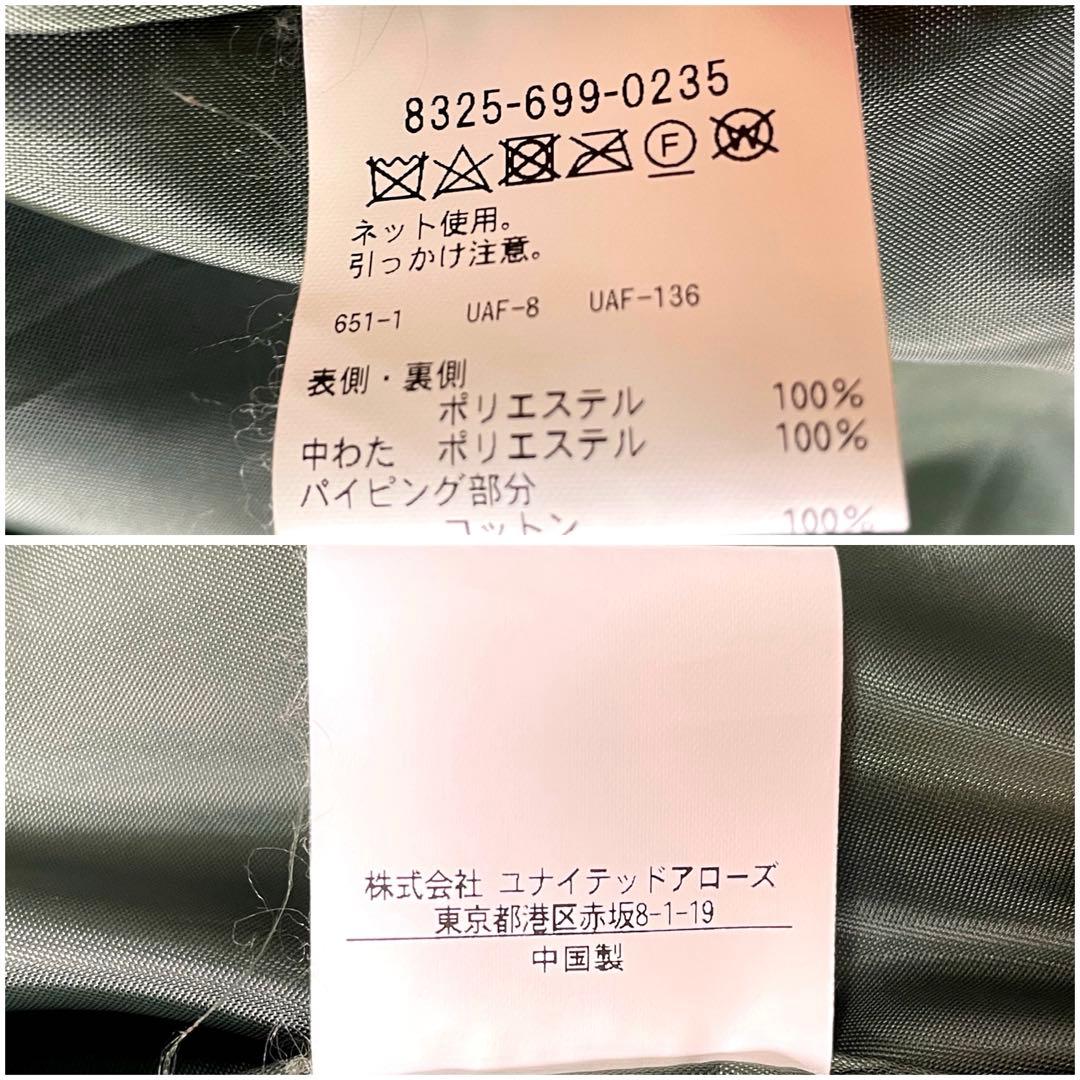 8325-699-0235
F W
ネット使用。
引っかけ注意。
651-1 UAF-8 UAF-136
表側・裏側
ポリエステル 100%
中わた ポリエステル 100%
パイピング部分
コットン 100%
株式会社 ユナイテッドアローズ
東京都港区赤坂8-1-19
中国製